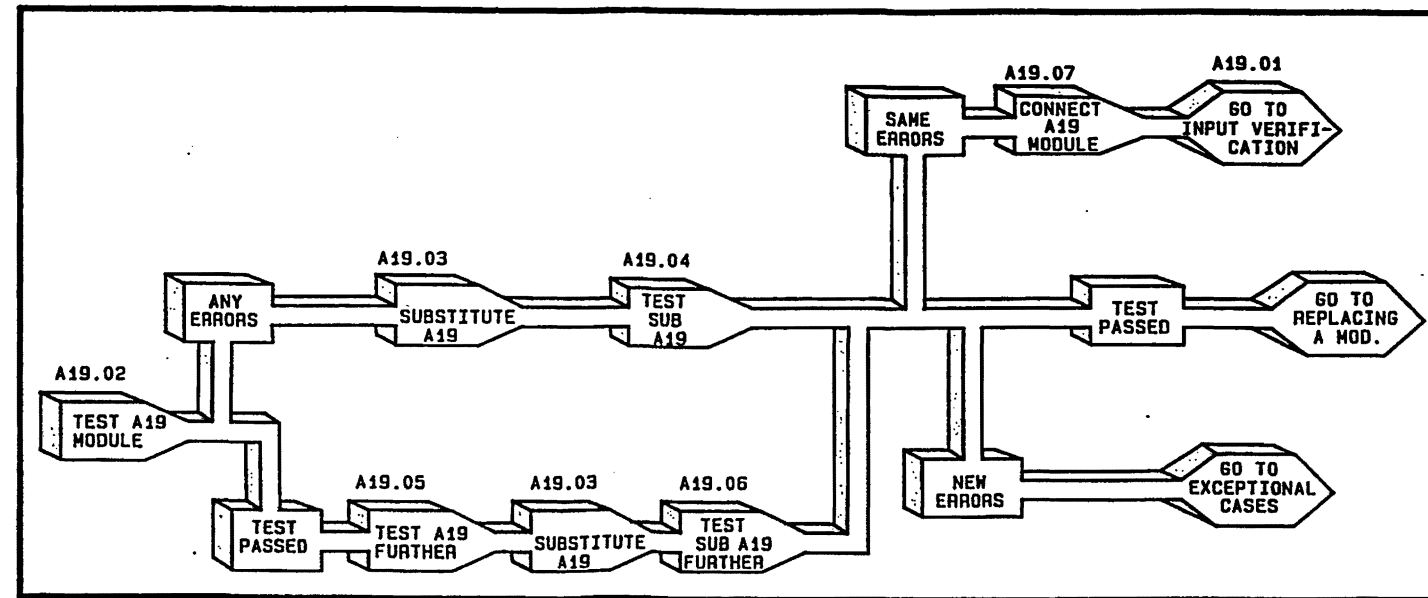 A19.07
A19.01
SAME
ERRORS
CONNECT
A19
MODULE
GO TO
INPUT VERIFI-
CATION
A19.03
A19.04
ANY
ERRORS
SUBSTITUTE
A19
TEST
SUB
A19
TEST
PASSED
GO TO
REPLACING
A MOD.
A19.02
TEST A19
MODULE
A19.05
A19.03
A19.06
TEST
PASSED
TEST A19
FURTHER
SUBSTITUTE
A19
TEST
SUB A19
FURTHER
NEW
ERRORS
GO TO
EXCEPTIONAL
CASES